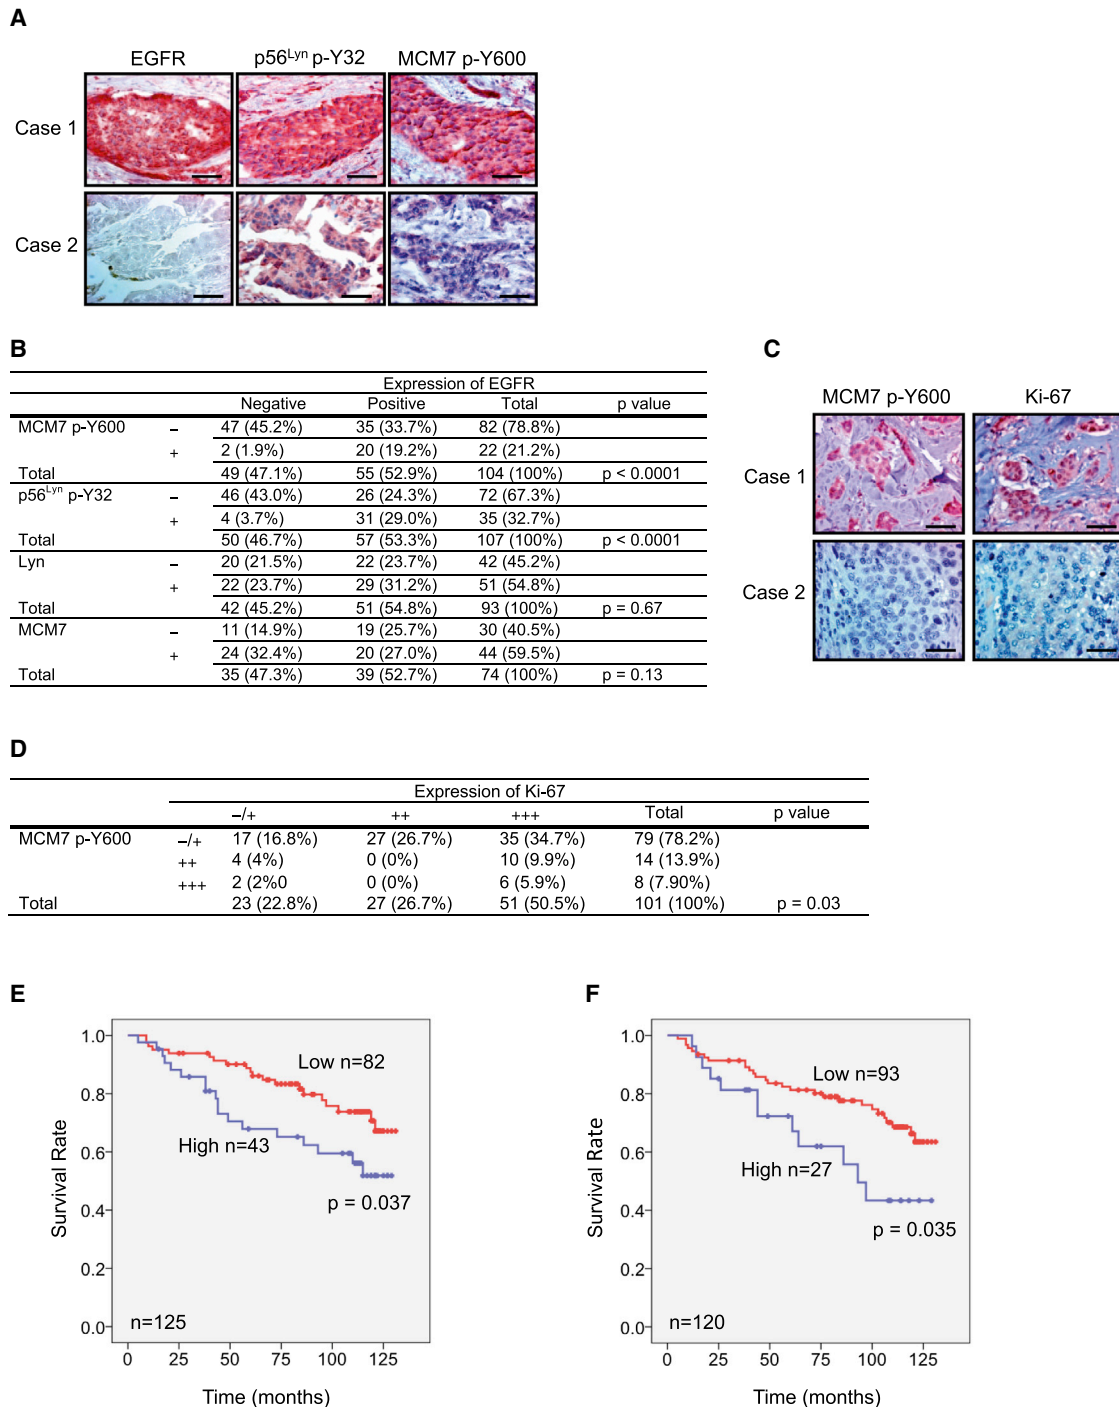 A
EGFR p56Lyn p-Y32 MCM7 p-Y600
Case 1
Case 2
B
Expression of EGFR
Negative Positive Total p value
MCM7 p-Y600 – 47 (45.2%) 35 (33.7%) 82 (78.8%)
+ 2 (1.9%) 20 (19.2%) 22 (21.2%)
Total 49 (47.1%) 55 (52.9%) 104 (100%) p < 0.0001
p56Lyn p-Y32 – 46 (43.0%) 26 (24.3%) 72 (67.3%)
+ 4 (3.7%) 31 (29.0%) 35 (32.7%)
Total 50 (46.7%) 57 (53.3%) 107 (100%) p < 0.0001
Lyn – 20 (21.5%) 22 (23.7%) 42 (45.2%)
+ 22 (23.7%) 29 (31.2%) 51 (54.8%)
Total 42 (45.2%) 51 (54.8%) 93 (100%) p = 0.67
MCM7 – 11 (14.9%) 19 (25.7%) 30 (40.5%)
+ 24 (32.4%) 20 (27.0%) 44 (59.5%)
Total 35 (47.3%) 39 (52.7%) 74 (100%) p = 0.13
C
MCM7 p-Y600 Ki-67
Case 1
Case 2
D
Expression of Ki-67
–/+ ++ +++ Total p value
MCM7 p-Y600 –/+ 17 (16.8%) 27 (26.7%) 35 (34.7%) 79 (78.2%)
++ 4 (4%) 0 (0%) 10 (9.9%) 14 (13.9%)
+++ 2 (2%0 0 (0%) 6 (5.9%) 8 (7.90%)
Total 23 (22.8%) 27 (26.7%) 51 (50.5%) 101 (100%) p = 0.03
E
Survival Rate
1.0
0.8
0.6
0.4
0.2
0.0
Low n=82
High n=43
p = 0.037
n=125
0 25 50 75 100 125
Time (months)
F
Survival Rate
1.0
0.8
0.6
0.4
0.2
0.0
Low n=93
High n=27
p = 0.035
n=120
0 25 50 75 100 125
Time (months)